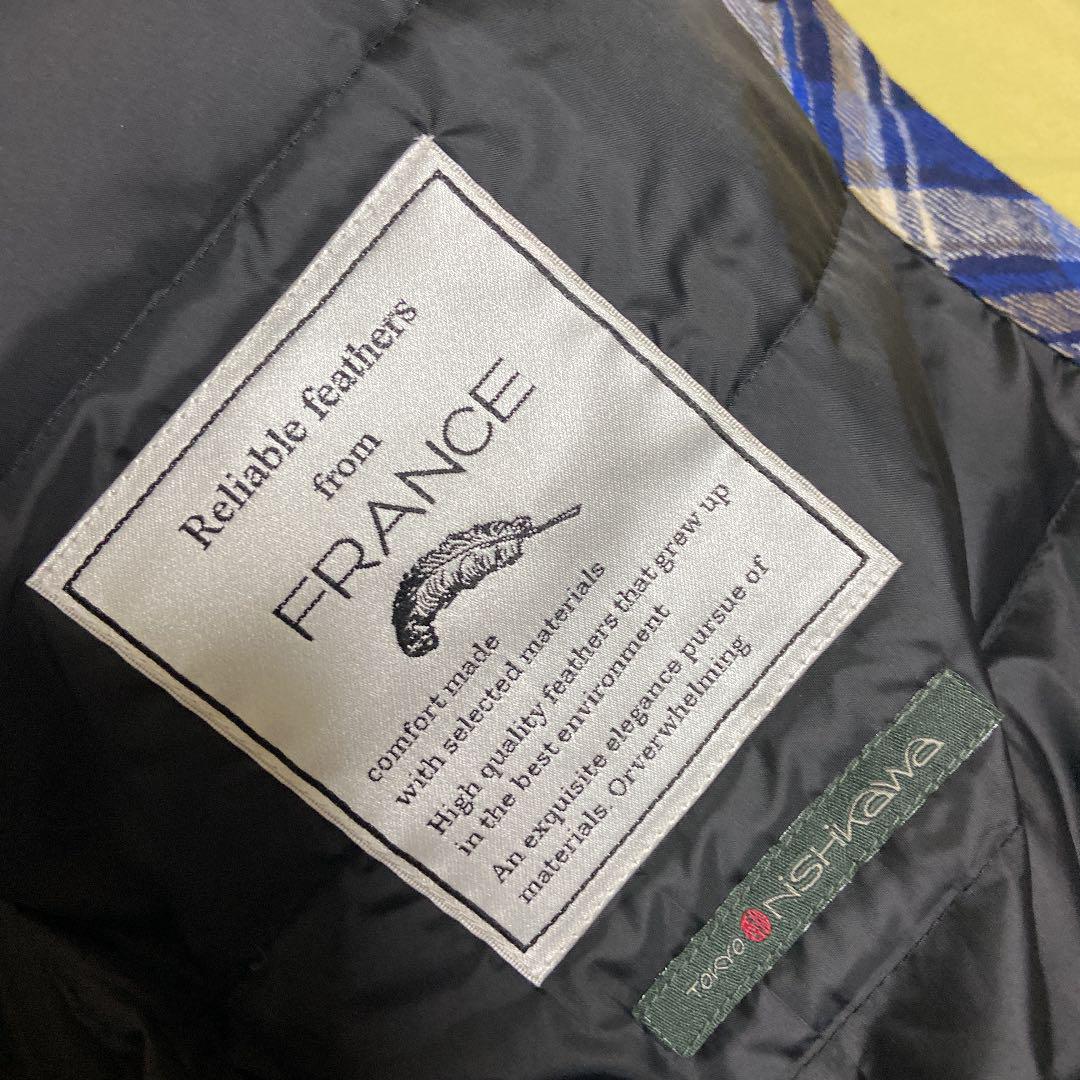 Reliable feathers
from
FRANCE
comfort made
with selected materials
High quality feathers that grew up
in the best environment
An exquisite elegance pursue of
materials. Orverwhelming
TOKYO NiSHiKaWa